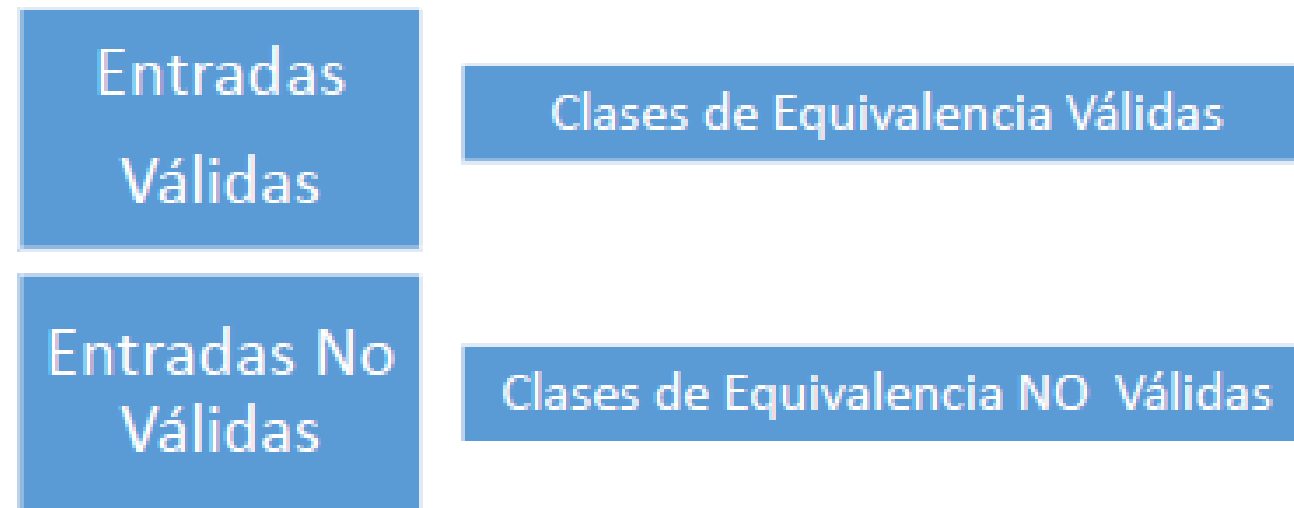 Entradas
Válidas
Clases de Equivalencia Válidas
Entradas No
Válidas
Clases de Equivalencia NO  Válidas